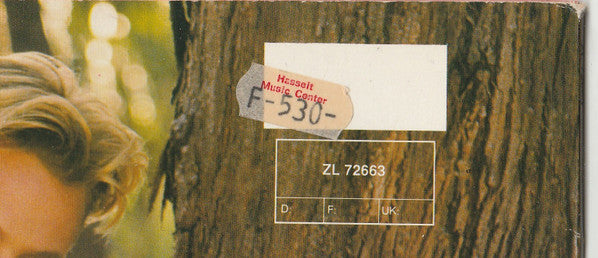 Hasselt
Music Center
F-530-
ZL 72663
D: F: UK: